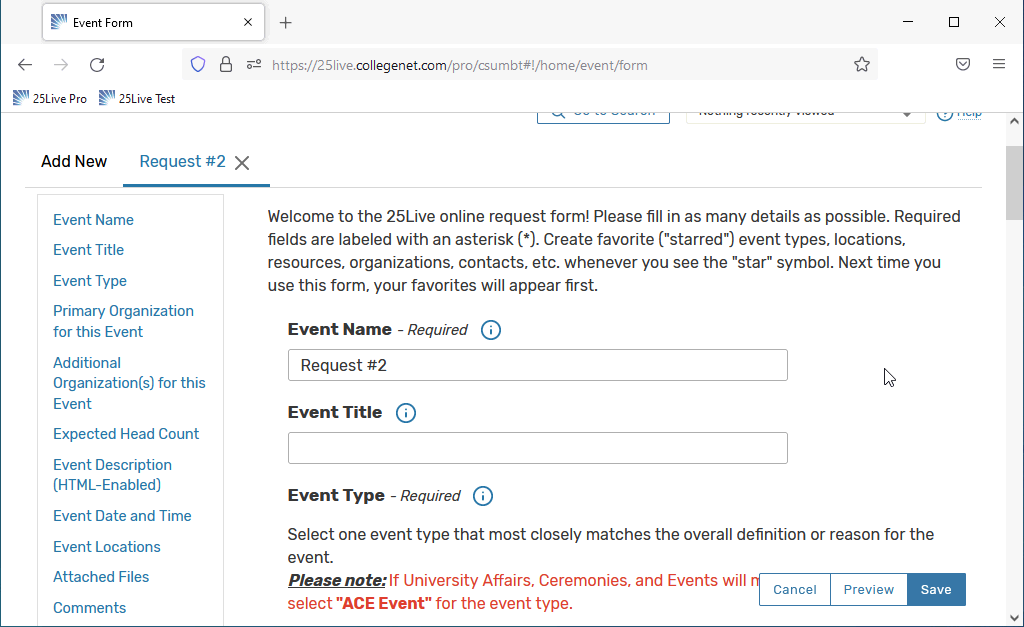 Event Form
https://25live.collegenet.com/pro/csumbt#!/home/event/form
25Live Pro
25Live Test
Go to Search
Nothing recently viewed
Help
Add New
Request #2
Event Name
Event Title
Event Type
Primary Organization
for this Event
Additional
Organization(s) for this
Event
Expected Head Count
Event Description
(HTML-Enabled)
Event Date and Time
Event Locations
Attached Files
Comments
Welcome to the 25Live online request form! Please fill in as many details as possible. Required
fields are labeled with an asterisk (*). Create favorite ("starred") event types, locations,
resources, organizations, contacts, etc. whenever you see the "star" symbol. Next time you
use this form, your favorites will appear first.
Event Name - Required
Request #2
Event Title
Event Type - Required
Select one event type that most closely matches the overall definition or reason for the
event.
Please note: If University Affairs, Ceremonies, and Events will
select "ACE Event" for the event type.
Cancel
Preview
Save